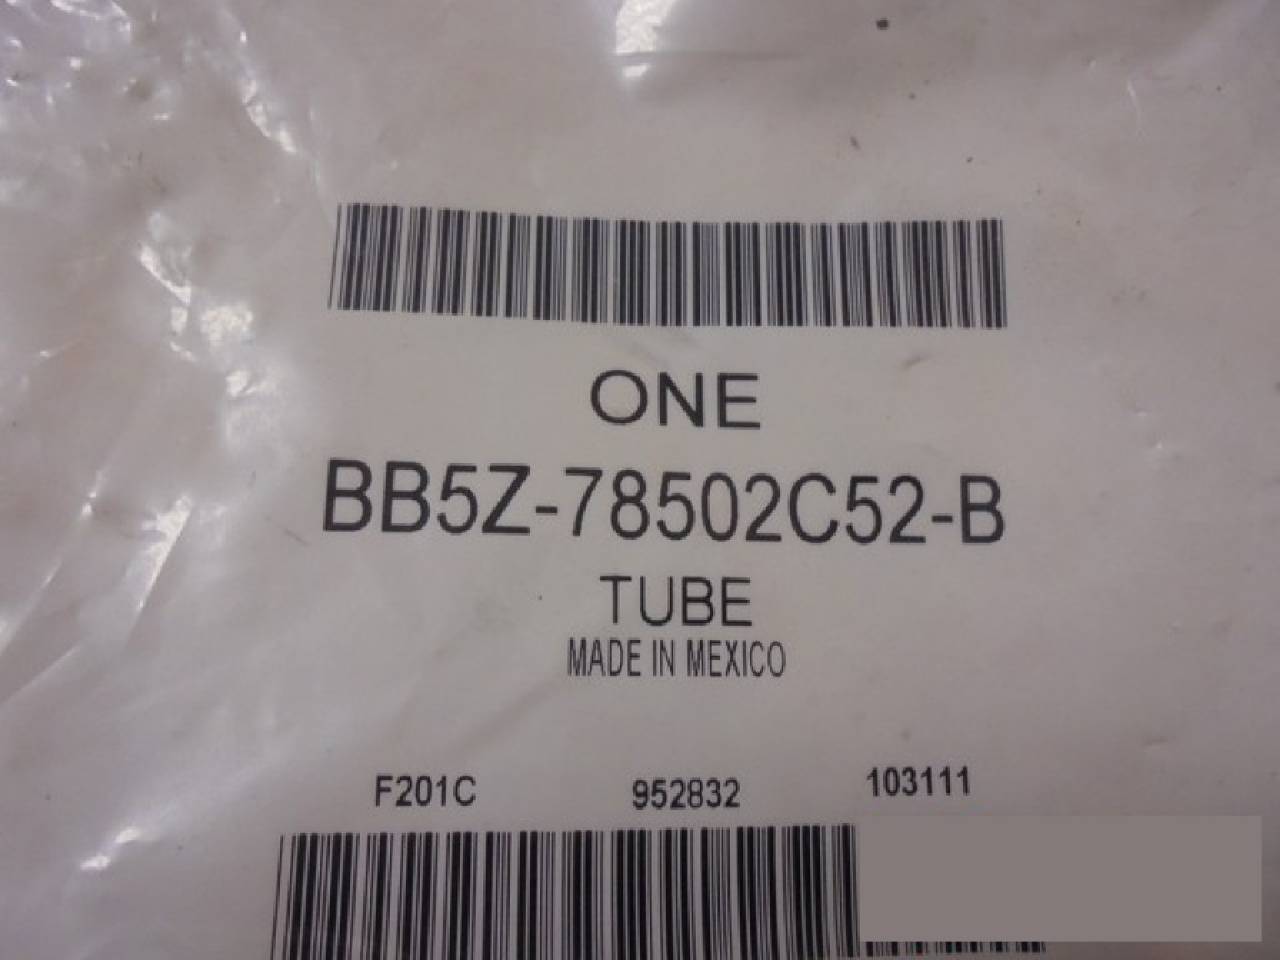 ONE
BB5Z-78502C52-B
TUBE
MADE IN MEXICO
F201C 952832 103111